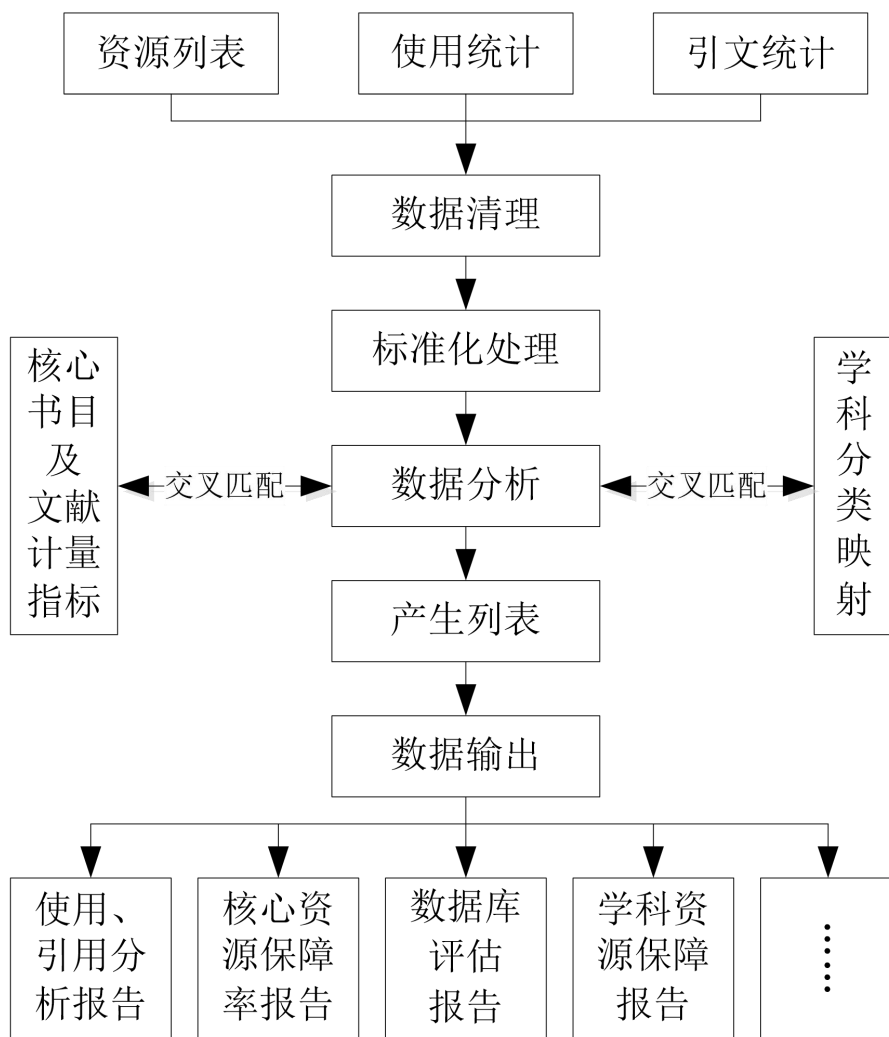 资源列表
使用统计
引文统计
数据清理
标准化处理
核心
书目
及
文献
计量
指标
交叉匹配
数据分析
交叉匹配
学
科
分
类
映
射
产生列表
数据输出
使用、
引用分
析报告
核心资
源保障
率报告
数据库
评估
报告
学科资
源保障
报告
……